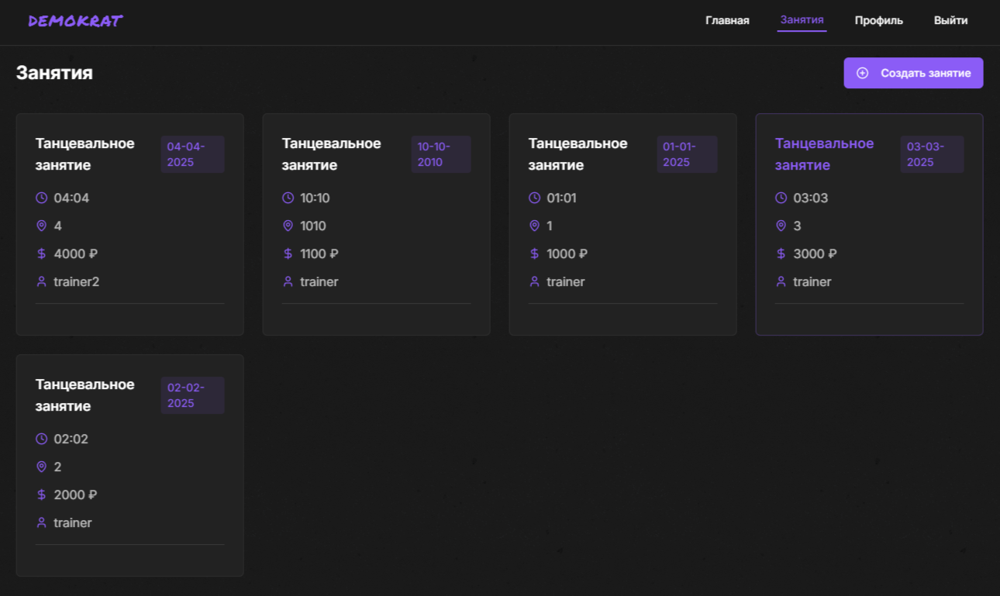 DEMOKRAT
Главная
Занятия
Профиль
Выйти
Занятия
Создать занятие
Танцевальное
занятие
04-04-
2025
04:04
4
$ 4000 ₽
trainer2
Танцевальное
занятие
10-10-
2010
10:10
1010
$ 1100 ₽
trainer
Танцевальное
занятие
01-01-
2025
01:01
1
$ 1000 ₽
trainer
Танцевальное
занятие
03-03-
2025
03:03
3
$ 3000 ₽
trainer
Танцевальное
занятие
02-02-
2025
02:02
2
$ 2000 ₽
trainer